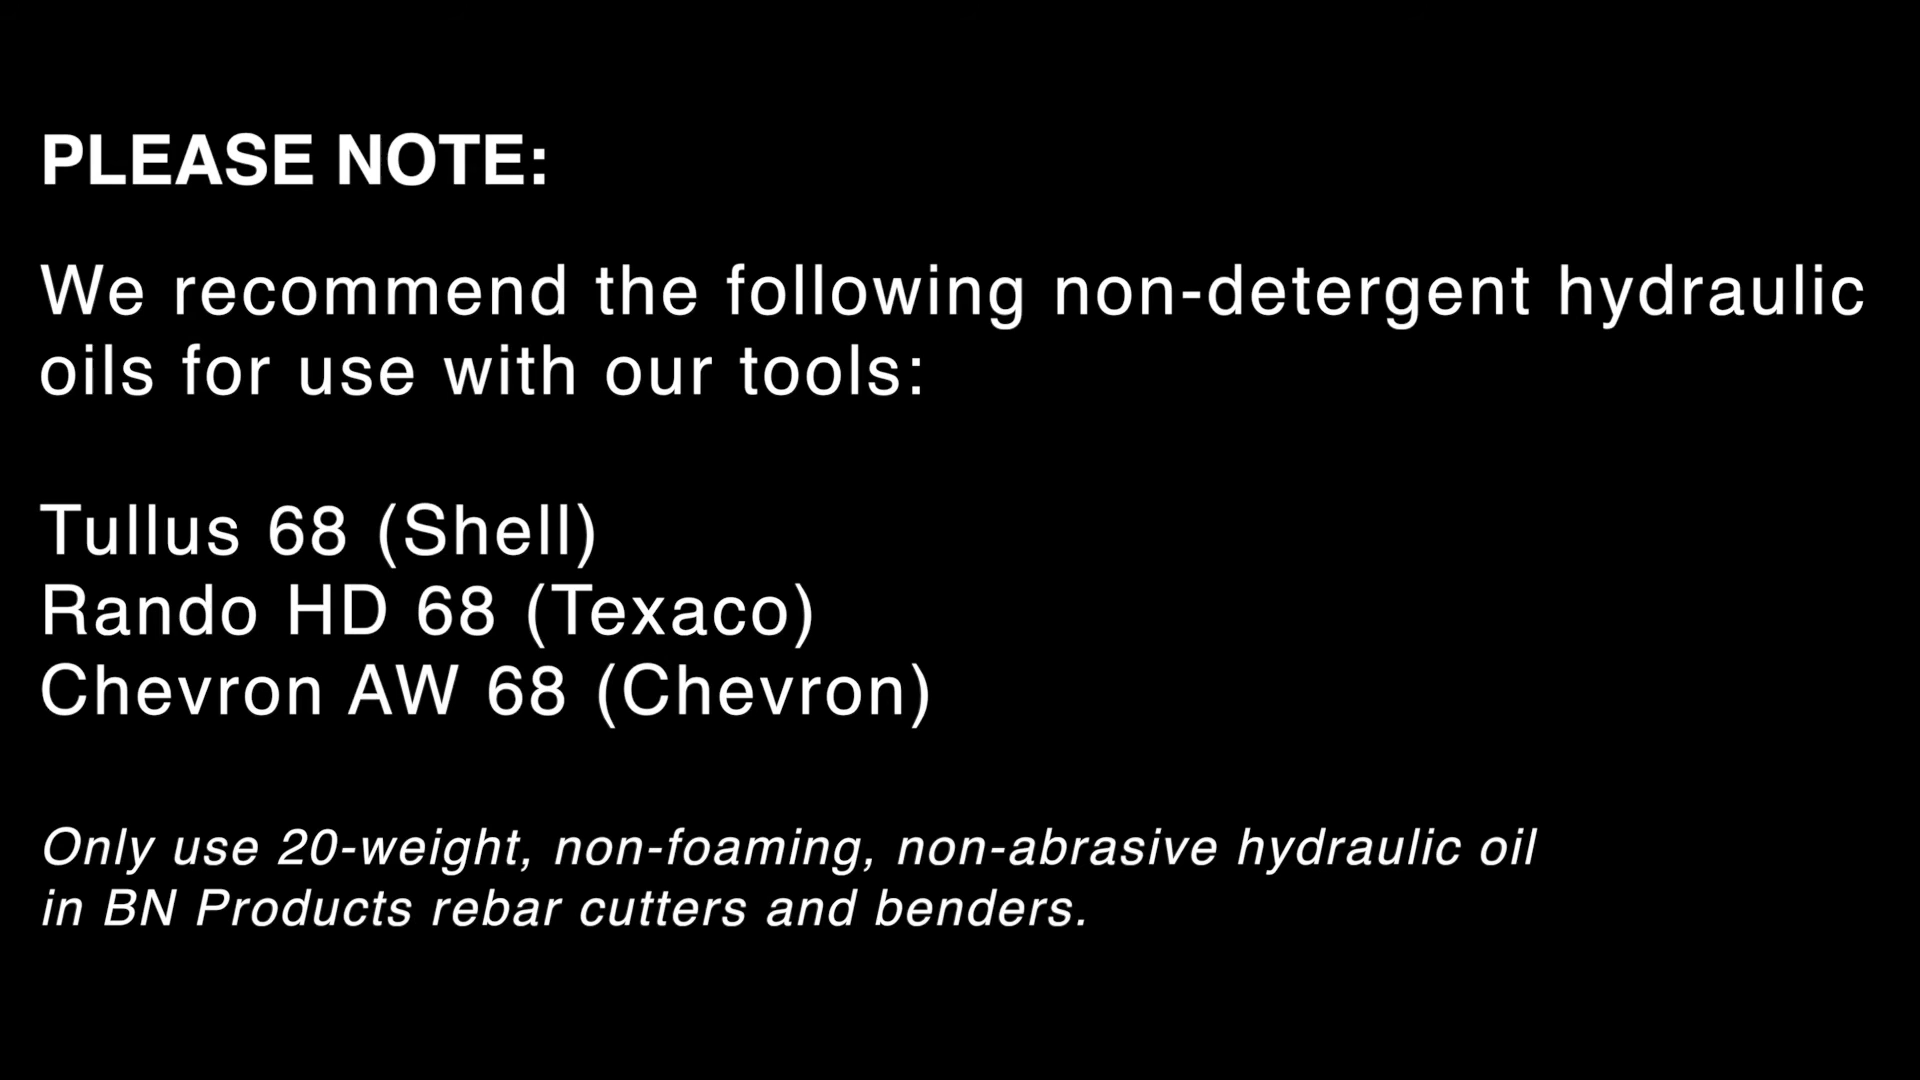 PLEASE NOTE:
We recommend the following non-detergent hydraulic
oils for use with our tools:
Tullus 68 (Shell)
Rando HD 68 (Texaco)
Chevron AW 68 (Chevron)
Only use 20-weight, non-foaming, non-abrasive hydraulic oil
in BN Products rebar cutters and benders.